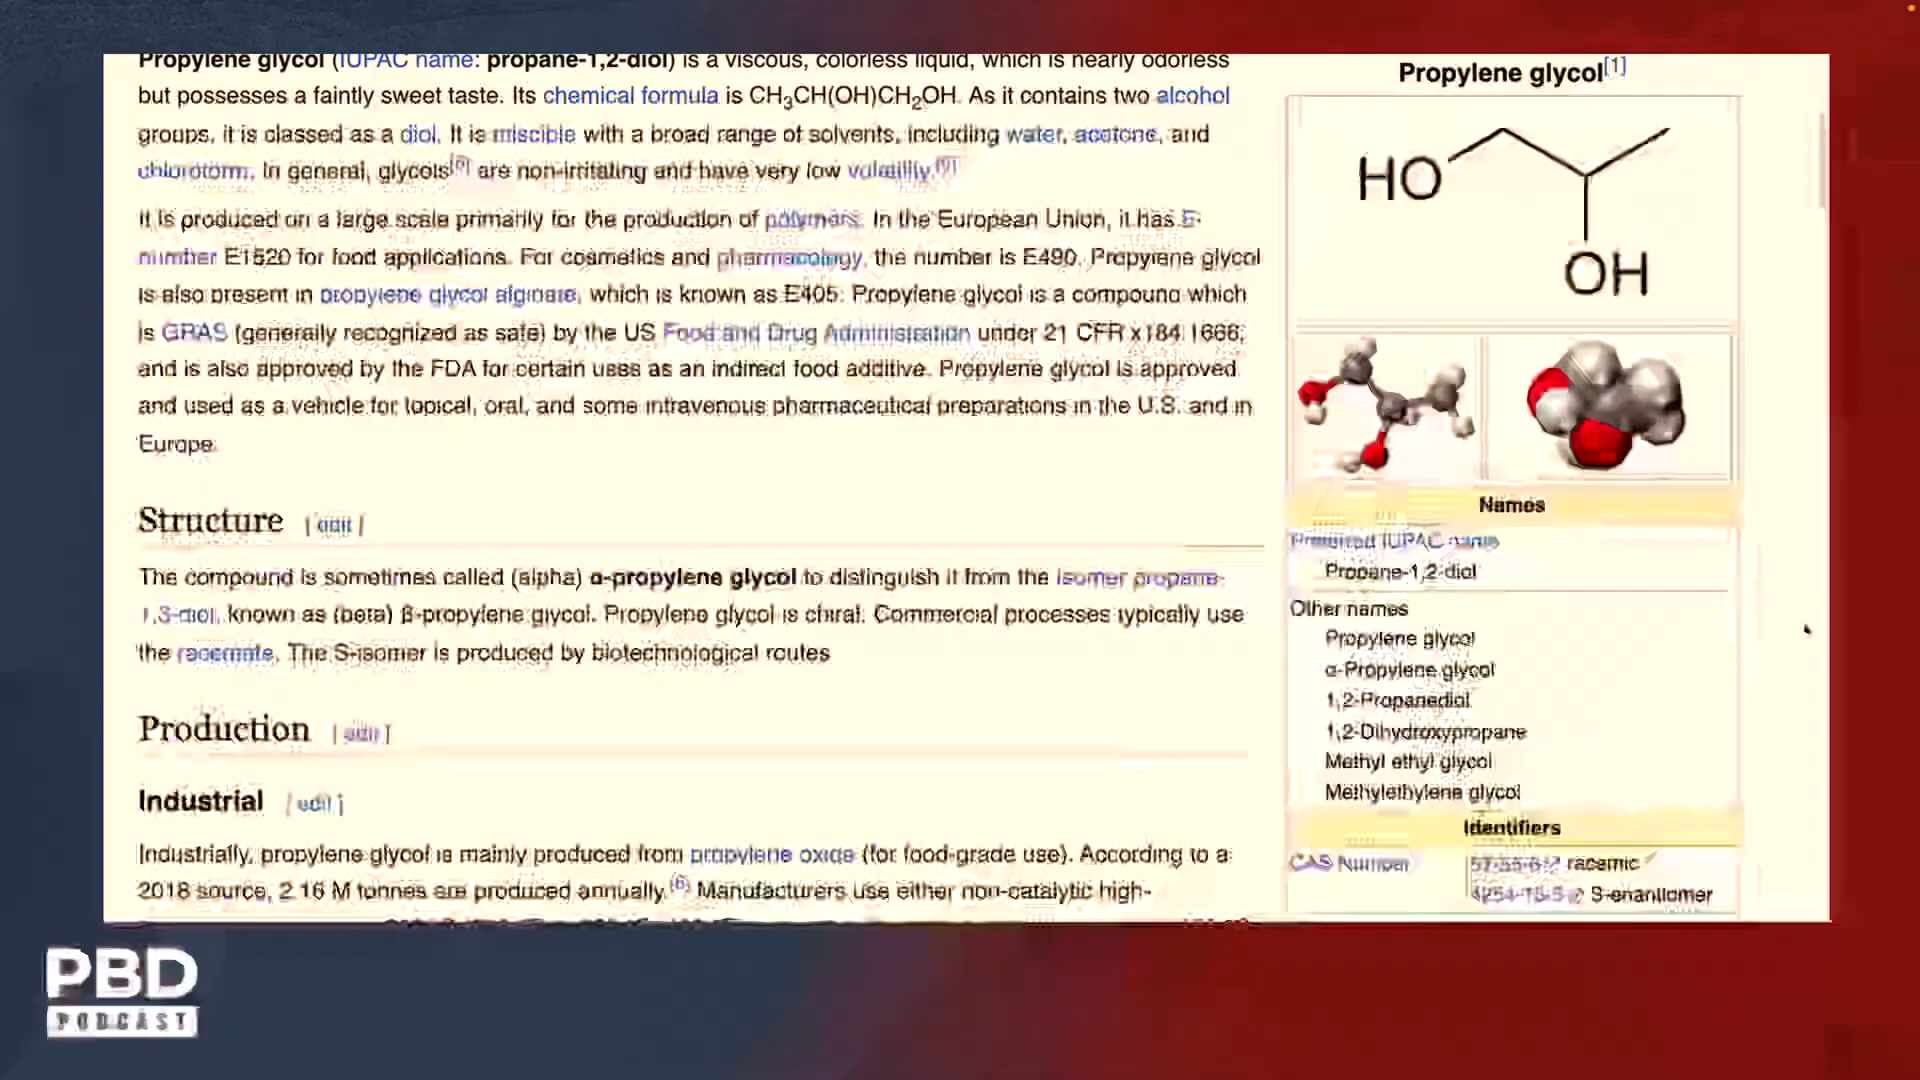 Propylene glycol (IUPAC name: propane-1,2-diol) is a viscous, colorless liquid, which is nearly odorless
but possesses a faintly sweet taste. Its chemical formula is CH₃CH(OH)CH₂OH. As it contains two alcohol
groups, it is classed as a diol. It is miscible with a broad range of solvents, including water, acetone, and
chloroform. In general, glycols are non-irritating and have very low volatility.
It is produced on a large scale primarily for the production of polymers. In the European Union, it has E-
number E1520 for food applications. For cosmetics and pharmacology, the number is E490. Propylene glycol
is also present in propylene glycol alginate, which is known as E405. Propylene glycol is a compound which
is GRAS (generally recognized as safe) by the US Food and Drug Administration under 21 CFR x184.1666,
and is also approved by the FDA for certain uses as an indirect food additive. Propylene glycol is approved
and used as a vehicle for topical, oral, and some intravenous pharmaceutical preparations in the U.S. and in
Europe.
Structure [edit]
The compound is sometimes called (alpha) α-propylene glycol to distinguish it from the isomer propane-
1,3-diol, known as (beta) β-propylene glycol. Propylene glycol is chiral. Commercial processes typically use
the racemate. The S-isomer is produced by biotechnological routes
Production [edit]
Industrial [edit]
Industrially, propylene glycol is mainly produced from propylene oxide (for food-grade use). According to a
2018 source, 2.16 M tonnes are produced annually.[6] Manufacturers use either non-catalytic high-
Propylene glycol[1]
HO
OH
Names
Preferred IUPAC name
Propane-1,2-diol
Other names
Propylene glycol
α-Propylene glycol
1,2-Propanediol
1,2-Dihydroxypropane
Methyl ethyl glycol
Methylethylene glycol
Identifiers
CAS Number
racemic
S-enantiomer
PBD
PODCAST